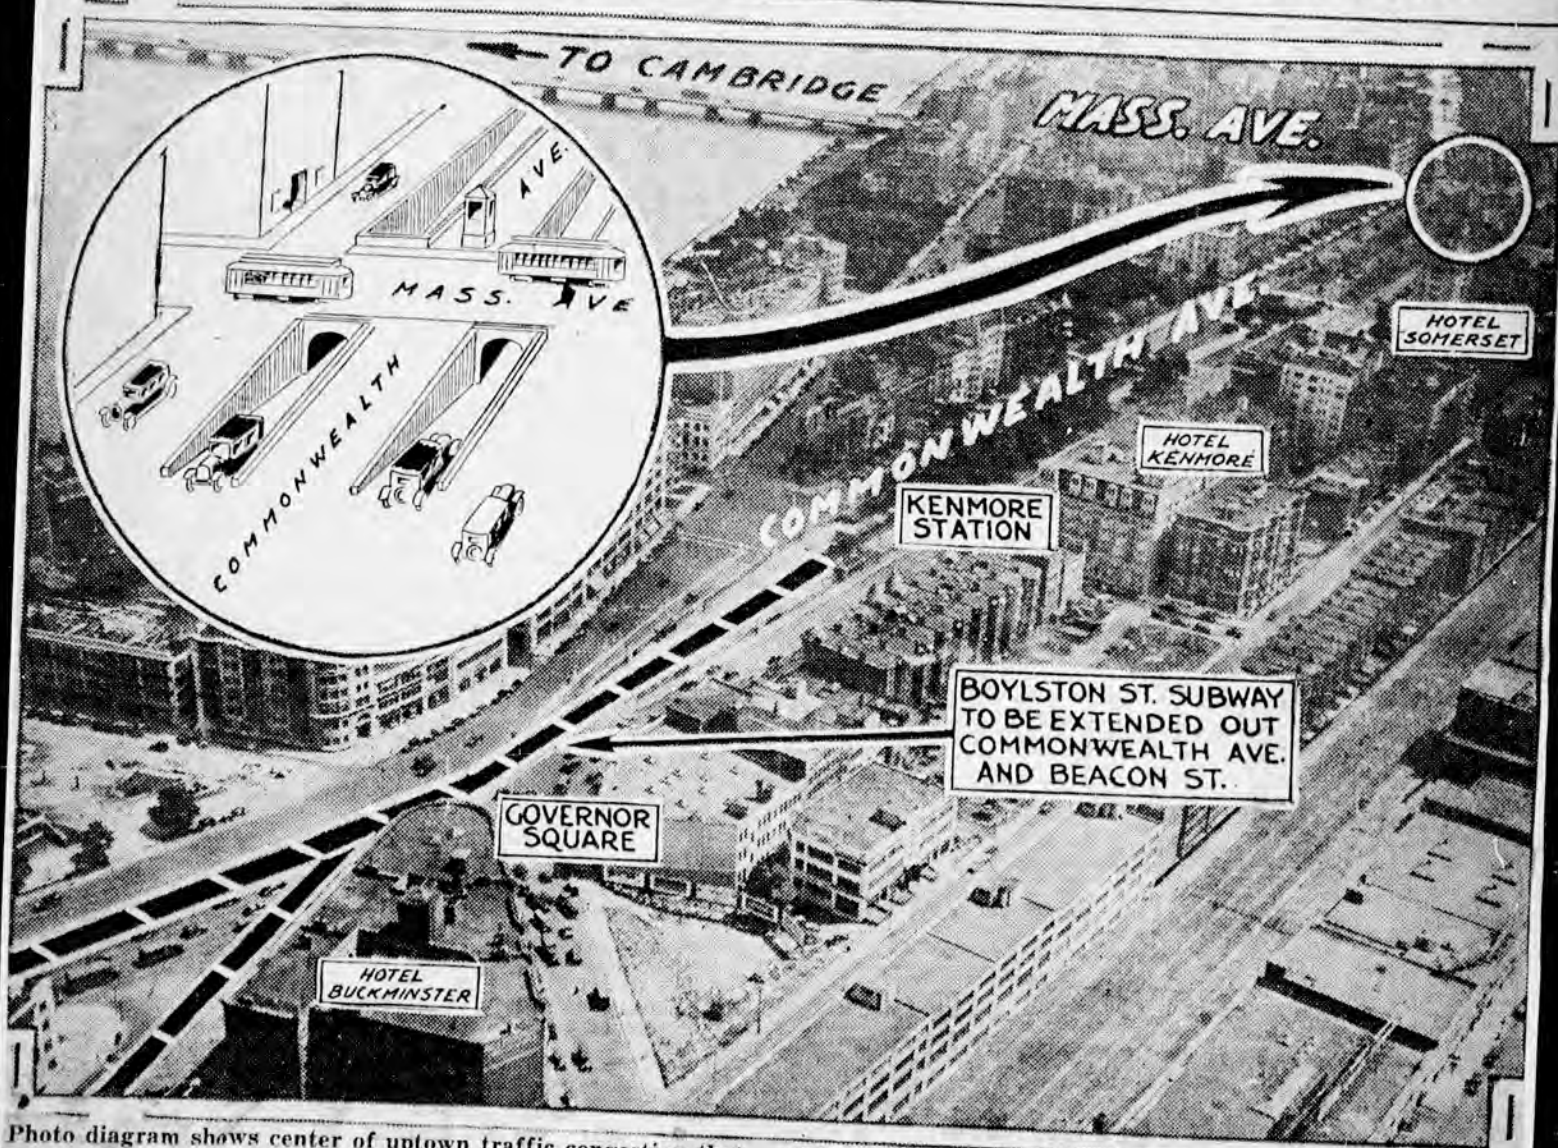 TO CAMBRIDGE
MASS. AVE.
AVE.
MASS. AVE
COMMONWEALTH
COMMONWEALTH AVE.
HOTEL
SOMERSET
HOTEL
KENMORE
KENMORE
STATION
BOYLSTON ST. SUBWAY
TO BE EXTENDED OUT
COMMONWEALTH AVE.
AND BEACON ST.
GOVERNOR
SQUARE
HOTEL
BUCKMINSTER
Photo diagram shows center of uptown traffic